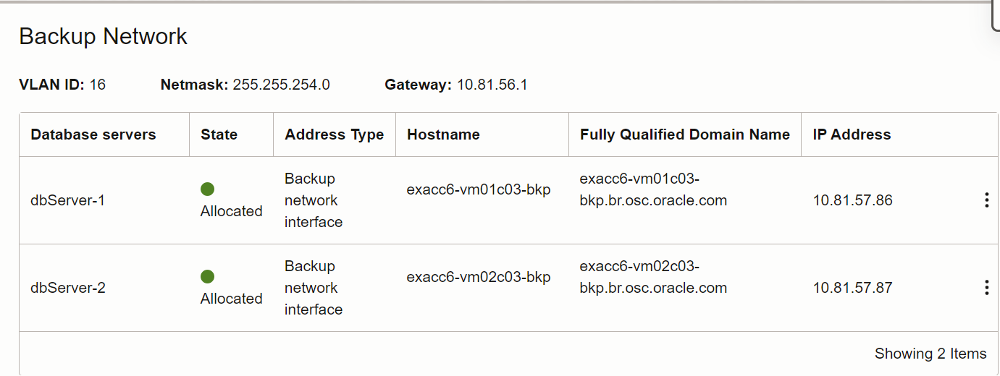 Backup Network
VLAN ID: 16 Netmask: 255.255.254.0 Gateway: 10.81.56.1
Database servers State Address Type Hostname Fully Qualified Domain Name IP Address
dbServer-1
Allocated
Backup
network
interface
exacc6-vm01c03-bkp
exacc6-vm01c03-
bkp.br.osc.oracle.com
10.81.57.86
dbServer-2
Allocated
Backup
network
interface
exacc6-vm02c03-bkp
exacc6-vm02c03-
bkp.br.osc.oracle.com
10.81.57.87
Showing 2 Items